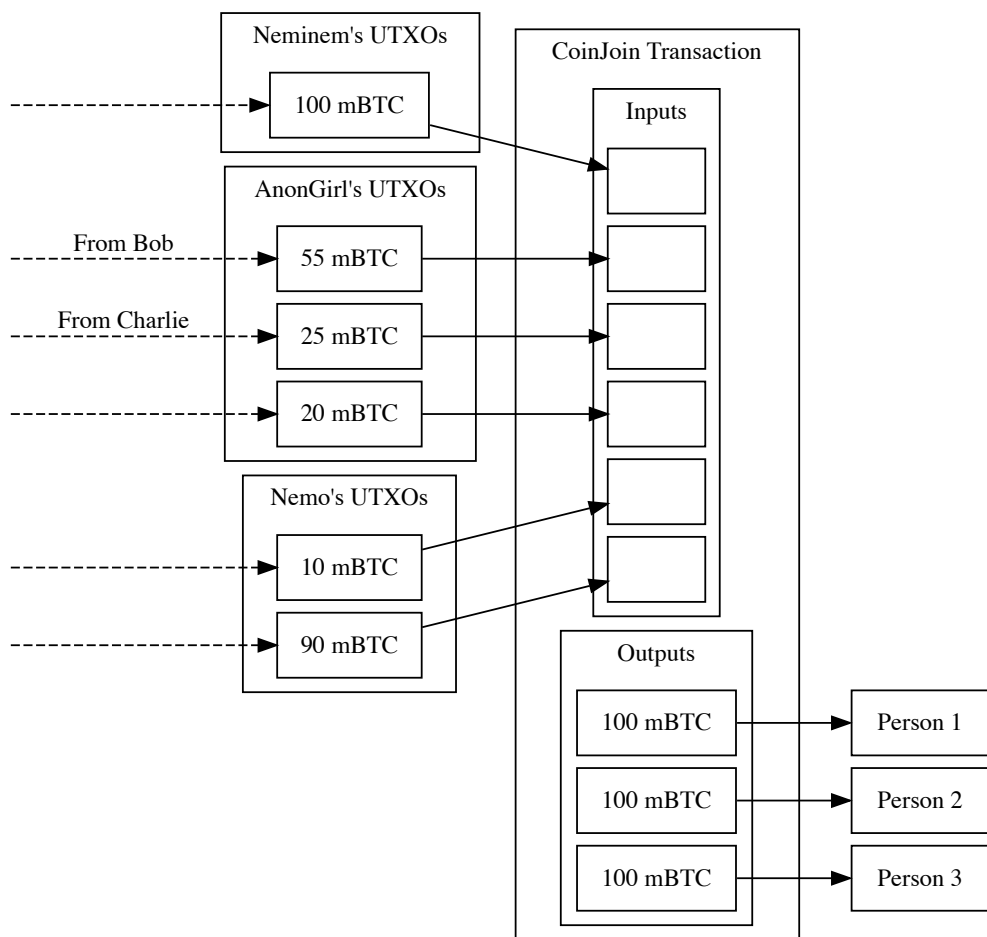 Neminem's UTXOs
100 mBTC
AnonGirl's UTXOs
From Bob
55 mBTC
From Charlie
25 mBTC
20 mBTC
Nemo's UTXOs
10 mBTC
90 mBTC
CoinJoin Transaction
Inputs
Outputs
100 mBTC
Person 1
100 mBTC
Person 2
100 mBTC
Person 3